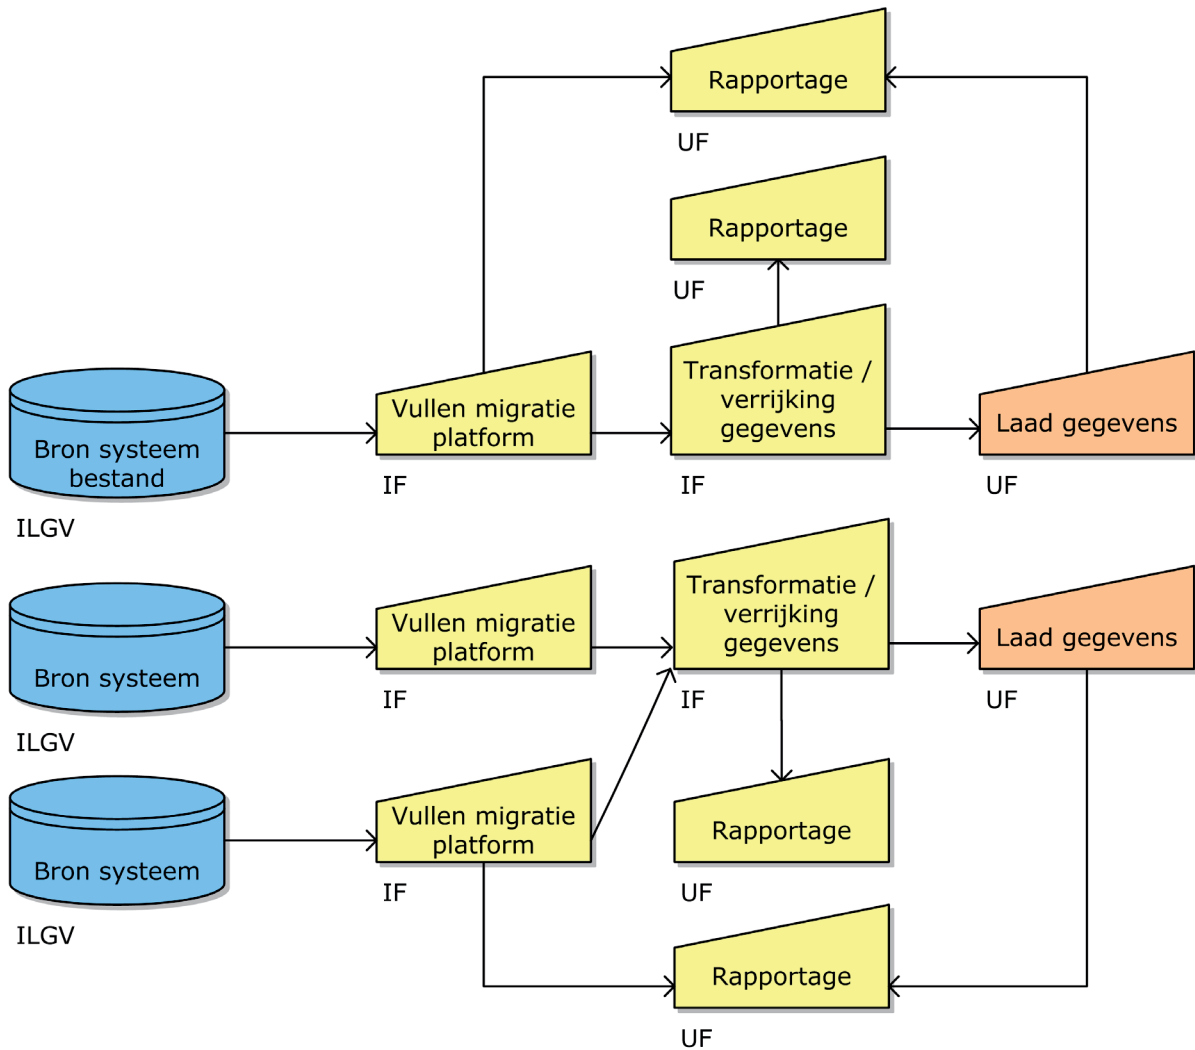 Rapportage
UF
Rapportage
UF
Bron systeem
bestand
ILGV
Vullen migratie
platform
IF
Transformatie /
verrijking
gegevens
IF
Laad gegevens
UF
Bron systeem
ILGV
Vullen migratie
platform
IF
Transformatie /
verrijking
gegevens
IF
Laad gegevens
UF
Bron systeem
ILGV
Vullen migratie
platform
IF
Rapportage
UF
Rapportage
UF